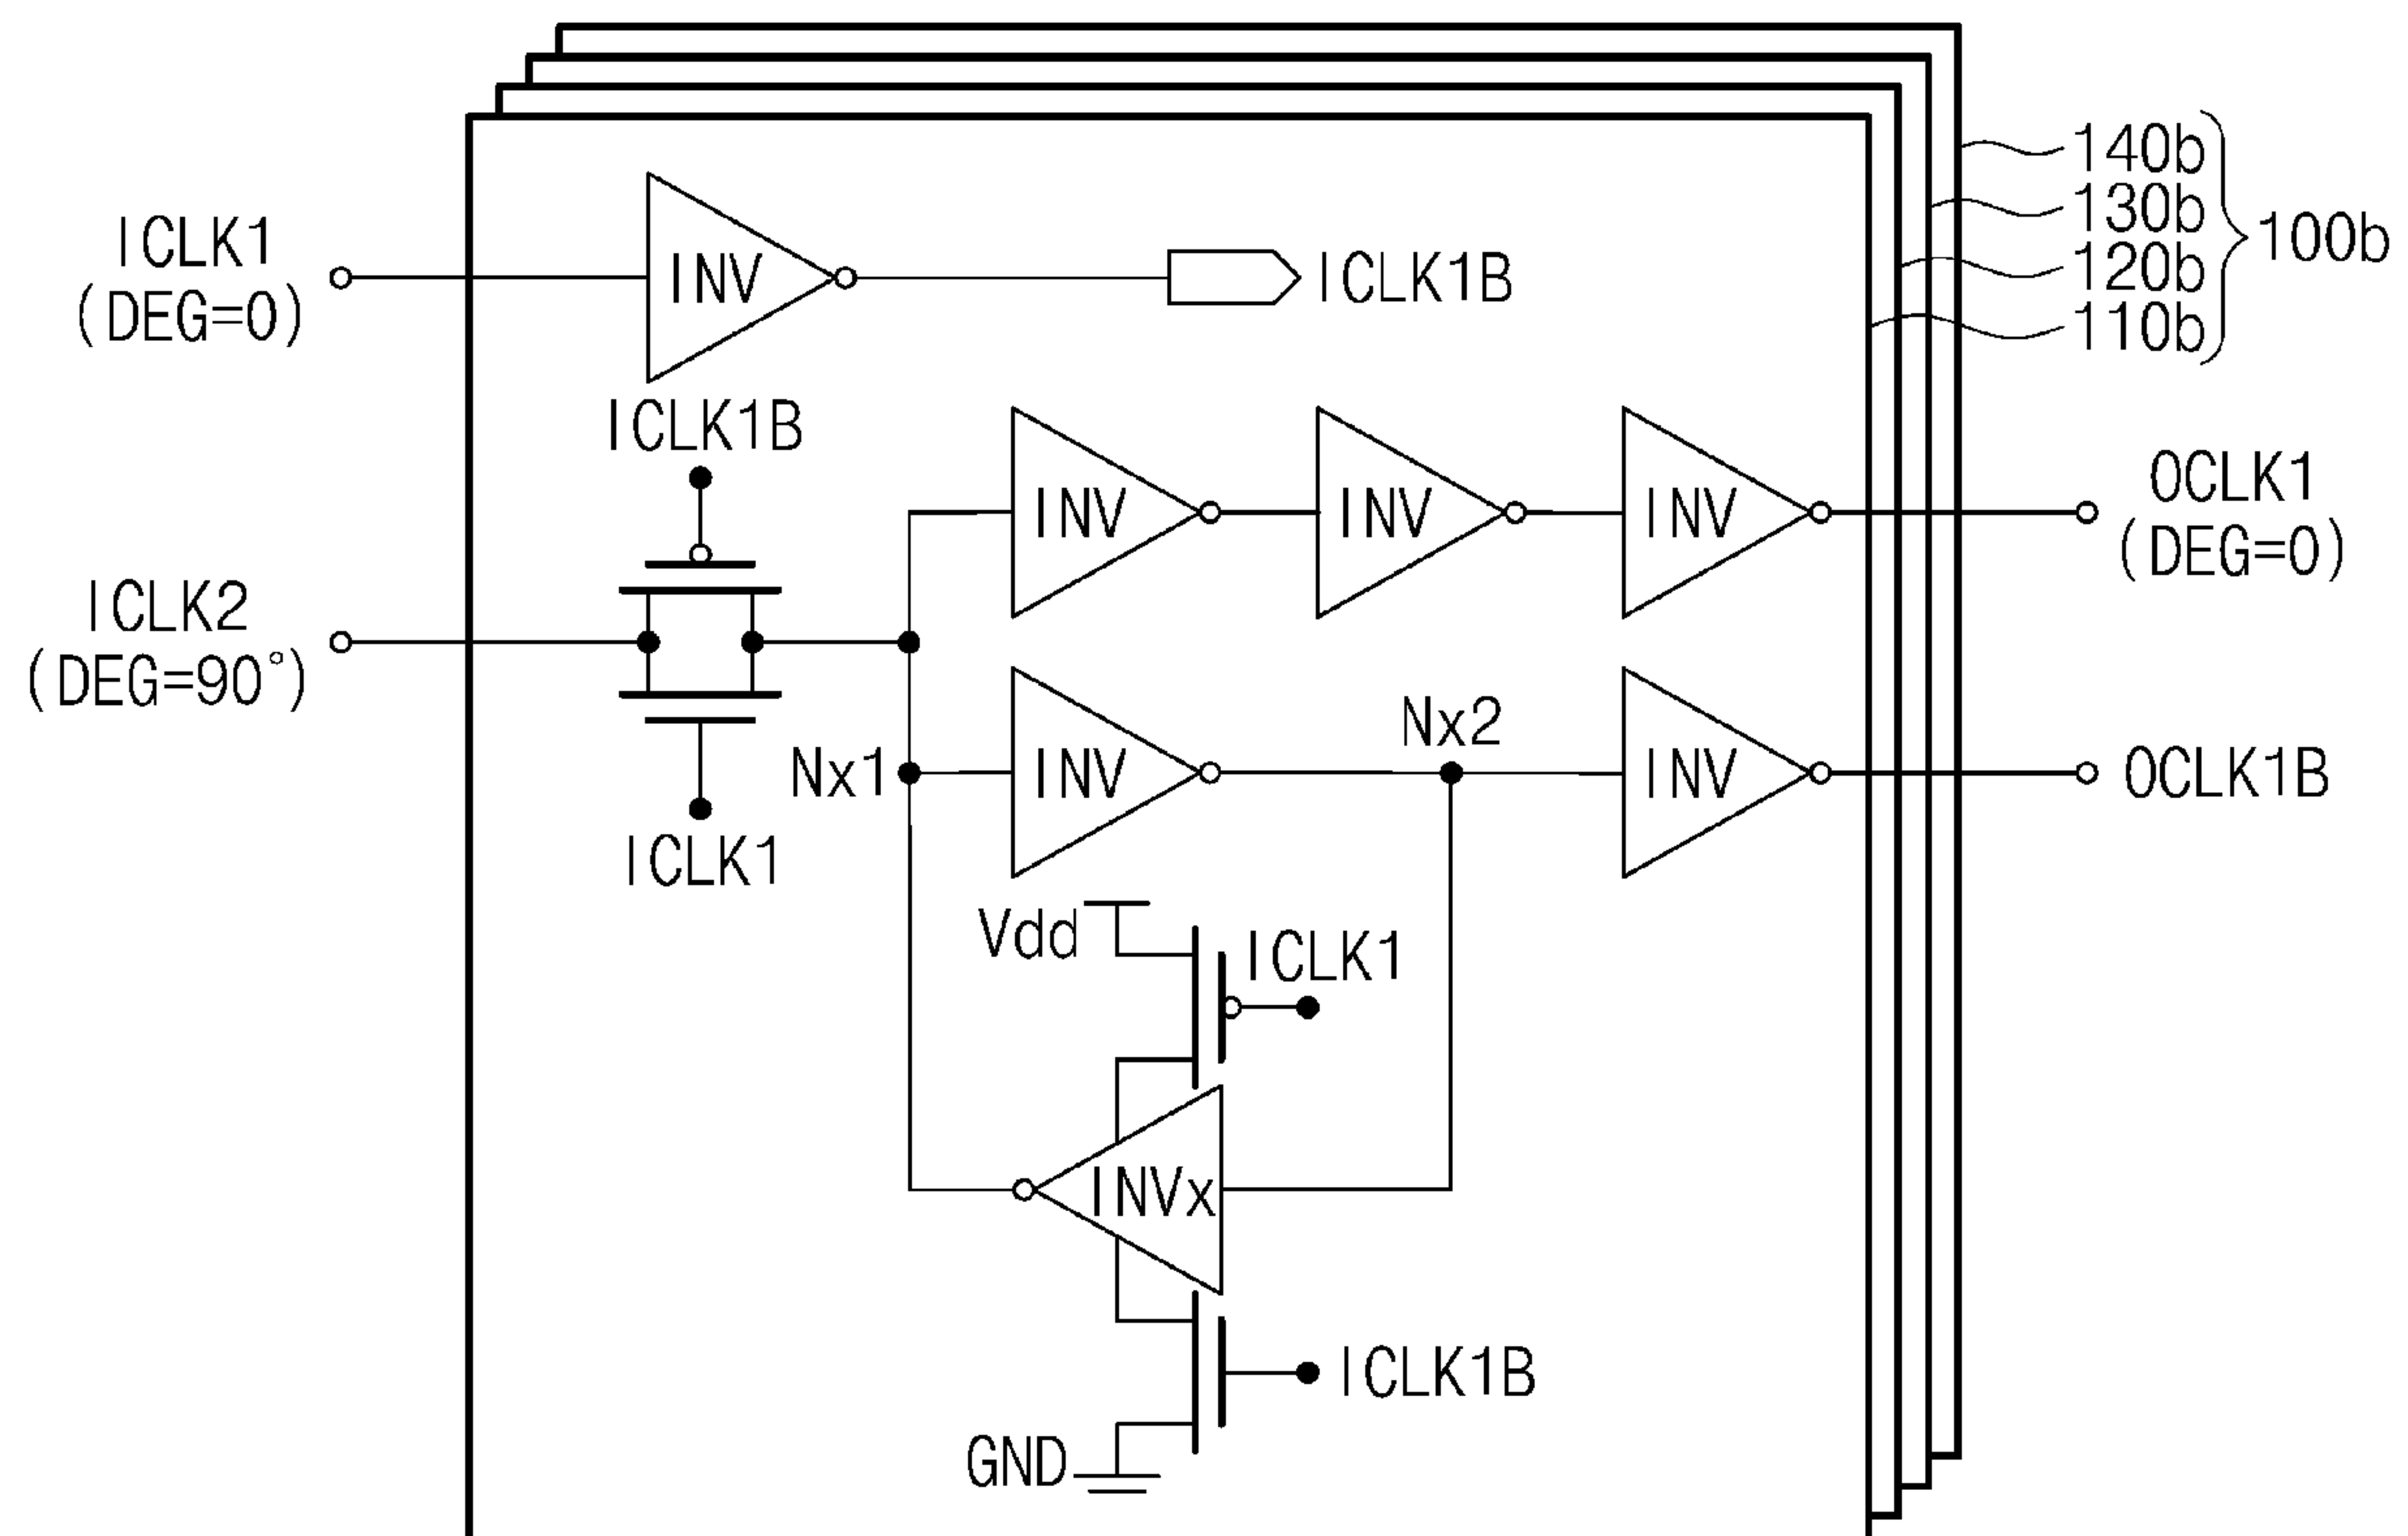 140b
130b
120b
110b
100b
ICLK1
(DEG=0)
INV
ICLK1B
ICLK1B
INV
INV
INV
OCLK1
(DEG=0)
ICLK2
(DEG=90°)
ICLK1
Nx1
INV
Nx2
INV
OCLK1B
Vdd
ICLK1
INVx
ICLK1B
GND